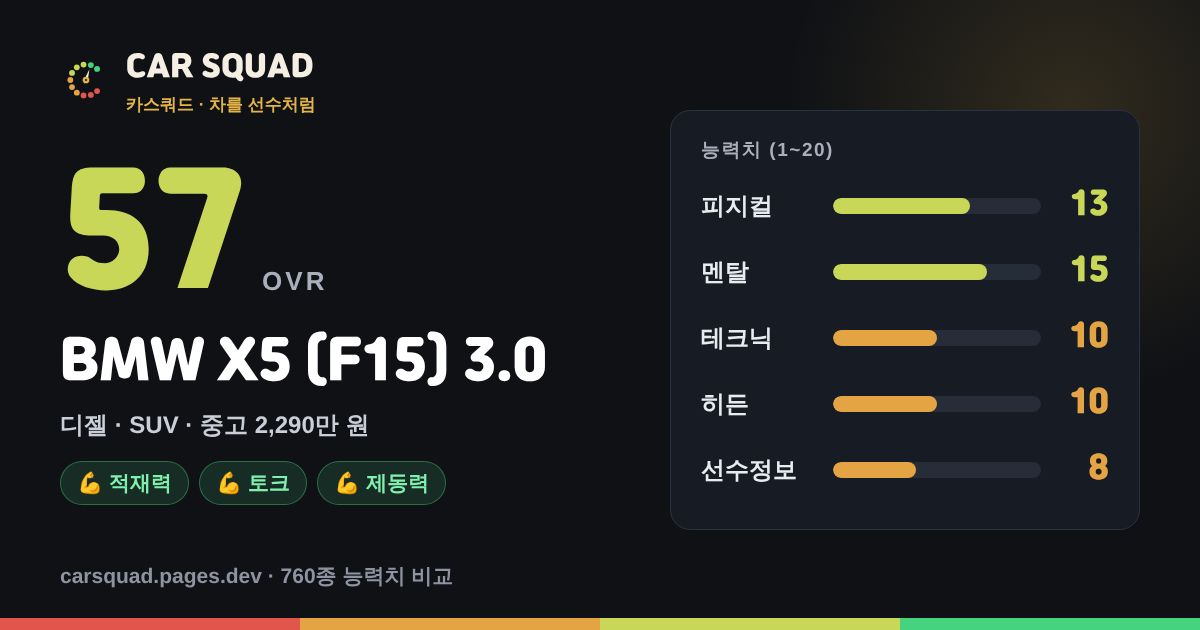 CAR SQUAD
카스쿼드 · 차를 선수처럼
57 OVR
BMW X5 (F15) 3.0
디젤 · SUV · 중고 2,290만 원
💪 적재력 💪 토크 💪 제동력
carsquad.pages.dev · 760종 능력치 비교
능력치 (1~20)
피지컬 13
멘탈 15
테크닉 10
히든 10
선수정보 8